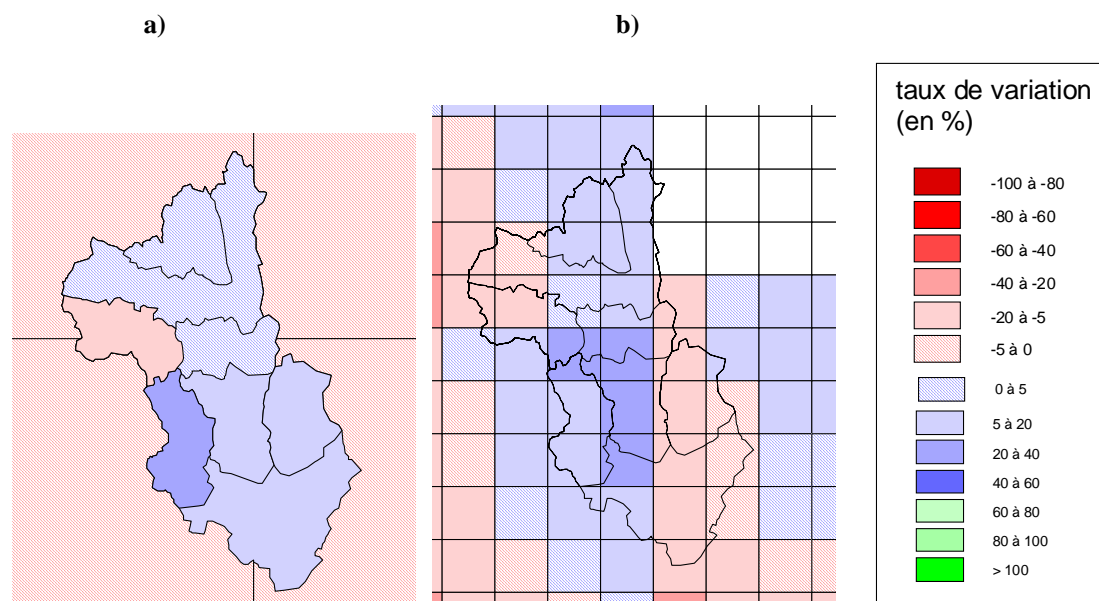 a)
b)
taux de variation
(en %)
-100 à -80
-80 à -60
-60 à -40
-40 à -20
-20 à -5
-5 à 0
0 à 5
5 à 20
20 à 40
40 à 60
60 à 80
80 à 100
> 100